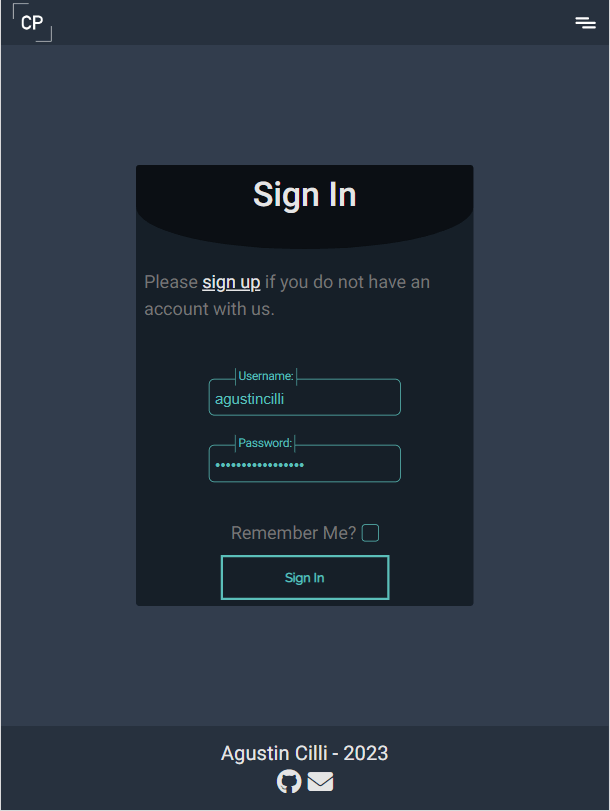 CP
Sign In
Please sign up if you do not have an
account with us.
Username:
agustincilli
Password:
•••••••••••••••••
Remember Me?
Sign In
Agustin Cilli - 2023